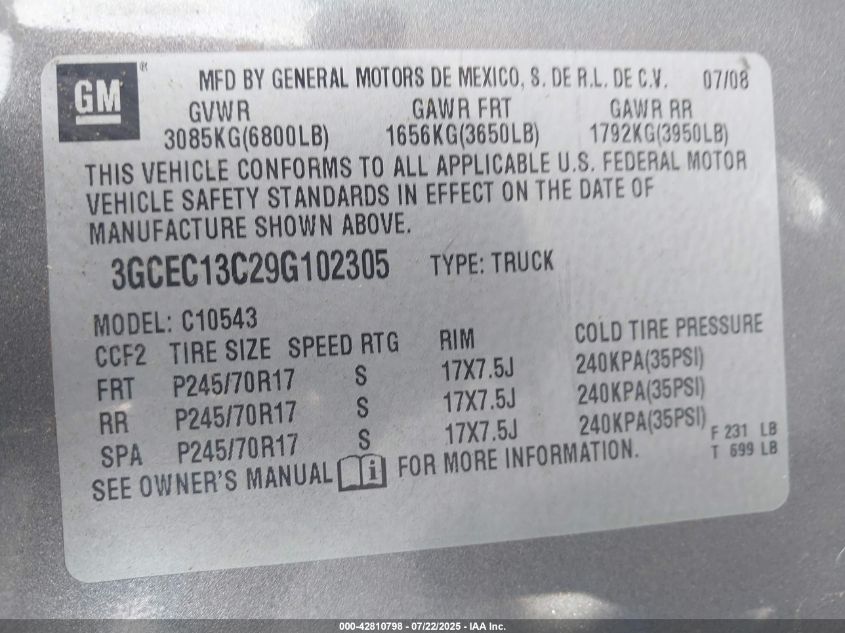 GM® MFD BY GENERAL MOTORS DE MEXICO, S. DE R.L. DE C.V. 07/08
GVWR GAWR FRT GAWR RR
3085KG(6800LB) 1656KG(3650LB) 1792KG(3950LB)
THIS VEHICLE CONFORMS TO ALL APPLICABLE U.S. FEDERAL MOTOR
VEHICLE SAFETY STANDARDS IN EFFECT ON THE DATE OF
MANUFACTURE SHOWN ABOVE.
3GCEC13C29G102305 TYPE: TRUCK
MODEL: C10543
CCF2 TIRE SIZE SPEED RTG RIM COLD TIRE PRESSURE
FRT P245/70R17 S 17X7.5J 240KPA(35PSI)
RR P245/70R17 S 17X7.5J 240KPA(35PSI)
SPA P245/70R17 S 17X7.5J 240KPA(35PSI)
F 231 LB
T 699 LB
SEE OWNER'S MANUAL i FOR MORE INFORMATION.
000-42810798 - 07/22/2025 - IAA Inc.